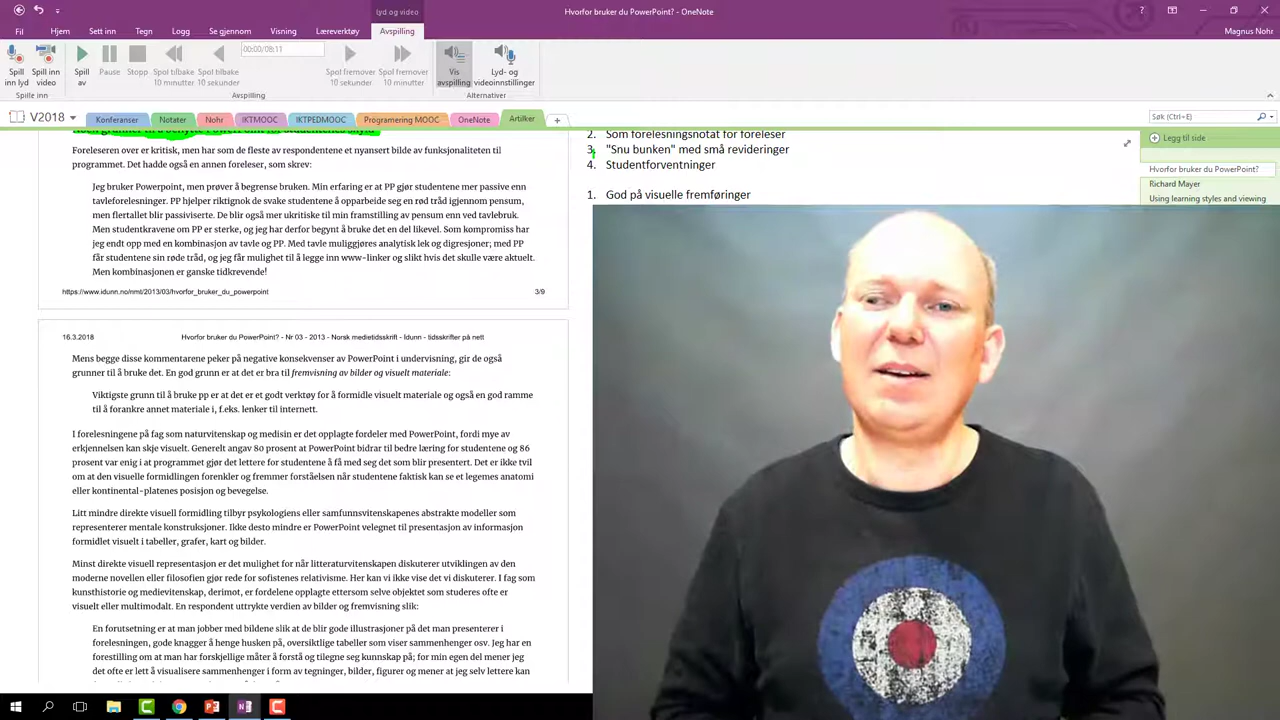 Lyd og video
Hvorfor bruker du PowerPoint? - OneNote
Fil Hjem Sett inn Tegn Logg Se gjennom Visning Læreverktøy Avspilling
Magnus Nohr
00:00/08:11
Spill inn lyd
Spill inn video
Spill av
Pause
Stopp
Spol tilbake 10 minutter
Spol tilbake 10 sekunder
Spol fremover 10 sekunder
Spol fremover 10 minutter
Vis avspilling
Lyd- og videoinnstillinger
Spille inn
Avspilling
Alternativer
V2018
Konferanser Notater Nohr IKTMOOC IKTPEDMOOC Programering MOOC OneNote Artilker
Søk (Ctrl+E)
Noen grunner til å benytte PowerPoint for studentenes skyld
Foreleseren over er kritisk, men har som de fleste av respondentene et nyansert bilde av funksjonaliteten til
programmet. Det hadde også en annen foreleser, som skrev:
Jeg bruker Powerpoint, men prøver å begrense bruken. Min erfaring er at PP gjør studentene mer passive enn
tavleforelesninger. PP hjelper riktignok de svake studentene å opparbeide seg en rød tråd igjennom pensum,
men flertallet blir passiviserte. De blir også mer ukritiske til min framstilling av pensum enn ved tavlebruk.
Men studentkravene om PP er sterke, og jeg har derfor begynt å bruke det en del likevel. Som kompromiss har
jeg endt opp med en kombinasjon av tavle og PP. Med tavle muliggjøres analytisk lek og digresjoner; med PP
får studentene sin røde tråd, og jeg får mulighet til å legge inn www-linker og slikt hvis det skulle være aktuelt.
Men kombinasjonen er ganske tidkrevende!
https://www.idunn.no/nmt/2013/03/hvorfor_bruker_du_powerpoint
3/9
16.3.2018
Hvorfor bruker du PowerPoint? - Nr 03 - 2013 - Norsk medietidsskrift - Idunn - tidsskrifter på nett
Mens begge disse kommentarene peker på negative konsekvenser av PowerPoint i undervisning, gir de også
grunner til å bruke det. En god grunn er at det er bra til fremvisning av bilder og visuelt materiale:
Viktigste grunn til å bruke pp er at det er et godt verktøy for å formidle visuelt materiale og også en god ramme
til å forankre annet materiale i, f.eks. lenker til internett.
I forelesningene på fag som naturvitenskap og medisin er det opplagte fordeler med PowerPoint, fordi mye av
erkjennelsen kan skje visuelt. Generelt angav 80 prosent at PowerPoint bidrar til bedre læring for studentene og 86
prosent var enig i at programmet gjør det lettere for studentene å få med seg det som blir presentert. Det er ikke tvil
om at den visuelle formidlingen forenkler og fremmer forståelsen når studentene faktisk kan se et legemes anatomi
eller kontinental-platenes posisjon og bevegelse.
Litt mindre direkte visuell formidling tilbyr psykologiens eller samfunnsvitenskapenes abstrakte modeller som
representerer mentale konstruksjoner. Ikke desto mindre er PowerPoint velegnet til presentasjon av informasjon
formidlet visuelt i tabeller, grafer, kart og bilder.
Minst direkte visuell representasjon er det mulighet for når litteraturvitenskapen diskuterer utviklingen av den
moderne novellen eller filosofien gjør rede for sofistenes relativisme. Her kan vi ikke vise det vi diskuterer. I fag som
kunsthistorie og medievitenskap, derimot, er fordelene opplagte ettersom selve objektet som studeres ofte er
visuelt eller multimodalt. En respondent uttrykte verdien av bilder og fremvisning slik:
En forutsetning er at man jobber med bildene slik at de blir gode illustrasjoner på det man presenterer i
forelesningen, gode knagger å henge husken på, oversiktlige tabeller som viser sammenhenger osv. Jeg har en
forestilling om at man har forskjellige måter å forstå og tilegne seg kunnskap på; for min egen del mener jeg
det ofte er lett å visualisere sammenhenger i form av tegninger, bilder, figurer og mener at jeg selv lettere kan
2. Som forelesningsnotat for foreleser
3. "Snu bunken" med små revideringer
4. Studentforventninger
1. God på visuelle fremføringer
Legg til side
Hvorfor bruker du PowerPoint?
Richard Mayer
Using learning styles and viewing